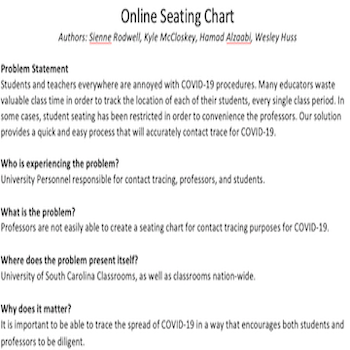 Online Seating Chart
Authors: Sienne Rodwell, Kyle McCloskey, Hamad Alzaabi, Wesley Huss
Problem Statement
Students and teachers everywhere are annoyed with COVID-19 procedures. Many educators waste
valuable class time in order to track the location of each of their students, every single class period. In
some cases, student seating has been restricted in order to convenience the professors. Our solution
provides a quick and easy process that will accurately contact trace for COVID-19.
Who is experiencing the problem?
University Personnel responsible for contact tracing, professors, and students.
What is the problem?
Professors are not easily able to create a seating chart for contact tracing purposes for COVID-19.
Where does the problem present itself?
University of South Carolina Classrooms, as well as classrooms nation-wide.
Why does it matter?
It is important to be able to trace the spread of COVID-19 in a way that encourages both students and
professors to be diligent.